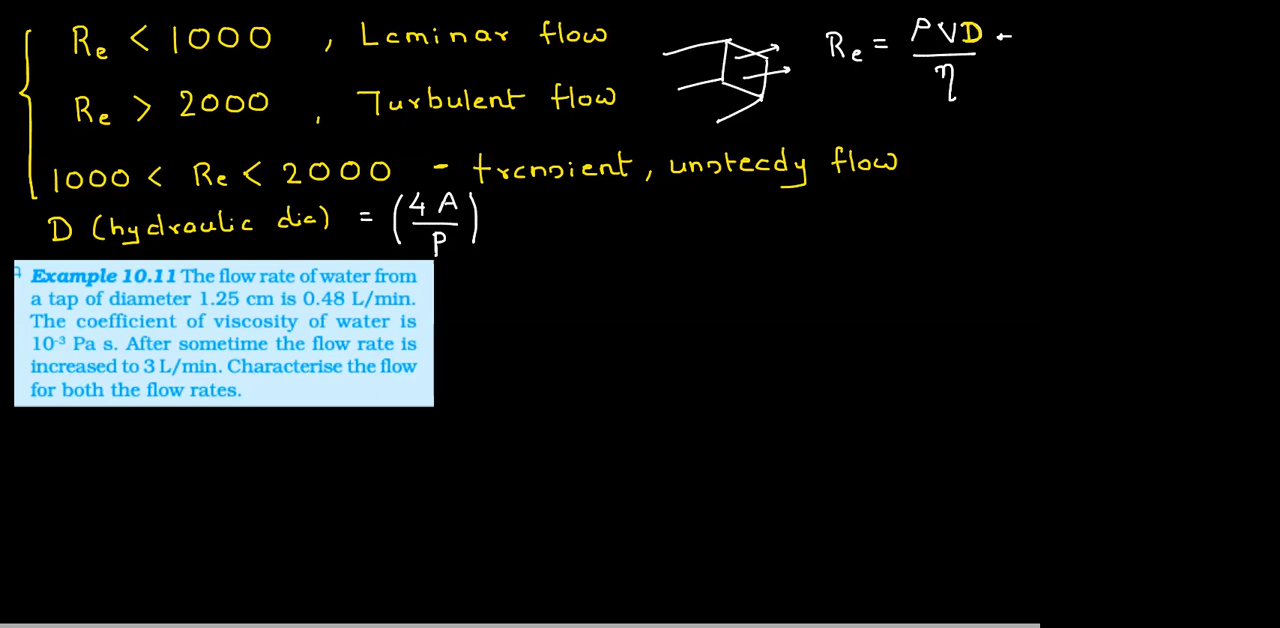 Re < 1000 , Laminar flow
Re = ρVD / η
Re > 2000 , Turbulent flow
1000 < Re < 2000 - transient, unsteady flow
D (hydraulic dia) = (4A / P)
Example 10.11 The flow rate of water from
a tap of diameter 1.25 cm is 0.48 L/min.
The coefficient of viscosity of water is
10⁻³ Pa s. After sometime the flow rate is
increased to 3 L/min. Characterise the flow
for both the flow rates.